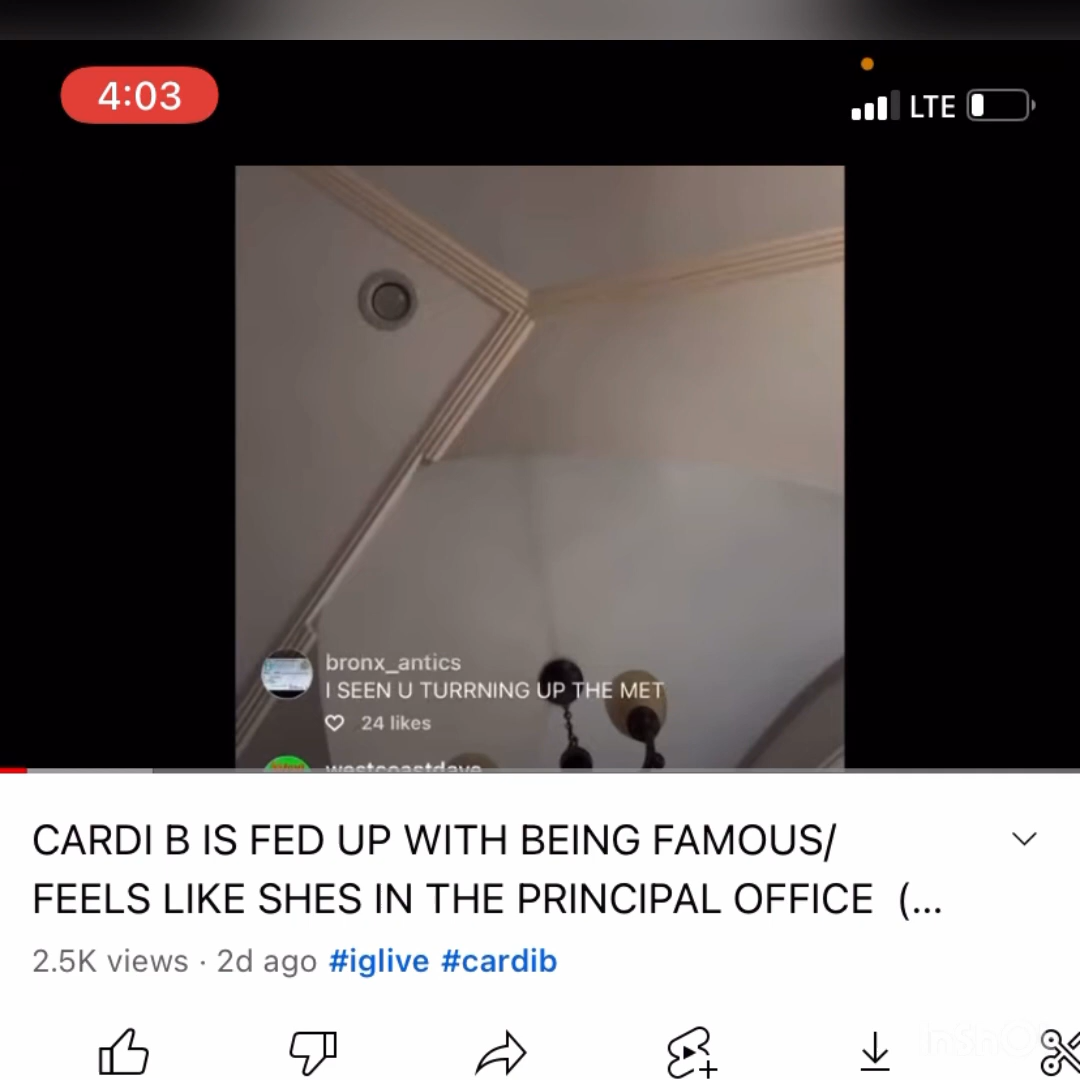 4:03
LTE
bronx_antics
I SEEN U TURRNING UP THE MET
24 likes
westcoastdave
CARDI B IS FED UP WITH BEING FAMOUS/
FEELS LIKE SHES IN THE PRINCIPAL OFFICE (...
2.5K views · 2d ago #iglive #cardib